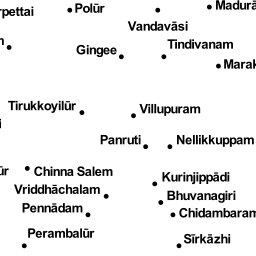 rpettai
Polūr
Madurā
Vandavāsi
Gingee
Tindivanam
Marak
Tirukkoyilūr
Villupuram
Panruti
Nellikkuppam
ūr
Chinna Salem
Kurinjippādi
Vriddhāchalam
Bhuvanagiri
Pennādam
Chidambaram
Perambalūr
Sīrkāzhi